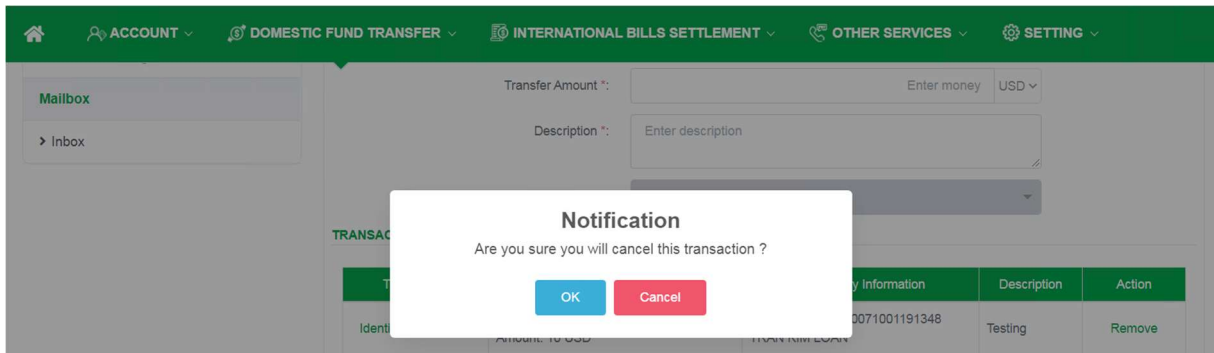 ACCOUNT DOMESTIC FUND TRANSFER INTERNATIONAL BILLS SETTLEMENT OTHER SERVICES SETTING
Mailbox
Inbox
Transfer Amount *: Enter money USD
Description *: Enter description
Notification
Are you sure you will cancel this transaction ?
OK Cancel
Information Description Action
0071001191348
Testing Remove
Amount: 10 USD TRAN KIM LOAN